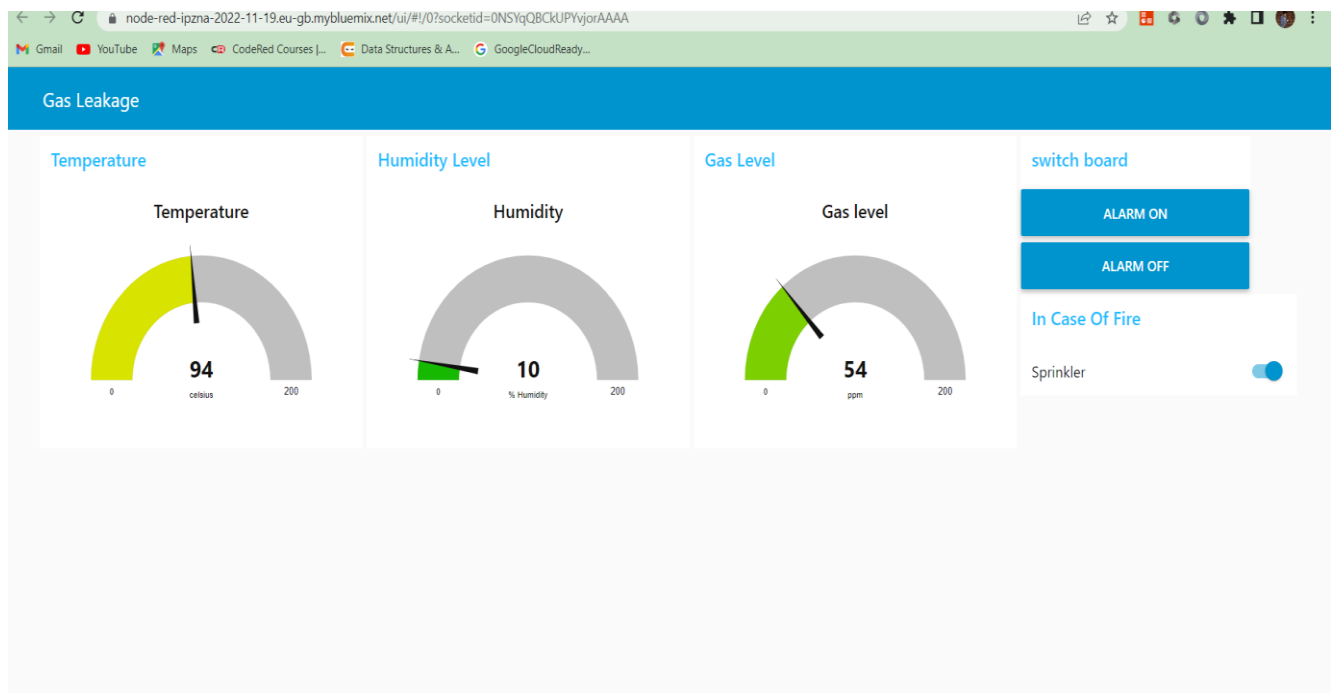 node-red-ipzna-2022-11-19.eu-gb.mybluemix.net/ui/#!/0?socketid=0NSYqQBCkUPYvjorAAAA
Gmail YouTube Maps CodeRed Courses |... Data Structures & A... GoogleCloudReady...
Gas Leakage
Temperature
Temperature
94
0 celsius 200
Humidity Level
Humidity
10
0 % Humidity 200
Gas Level
Gas level
54
0 ppm 200
switch board
ALARM ON
ALARM OFF
In Case Of Fire
Sprinkler